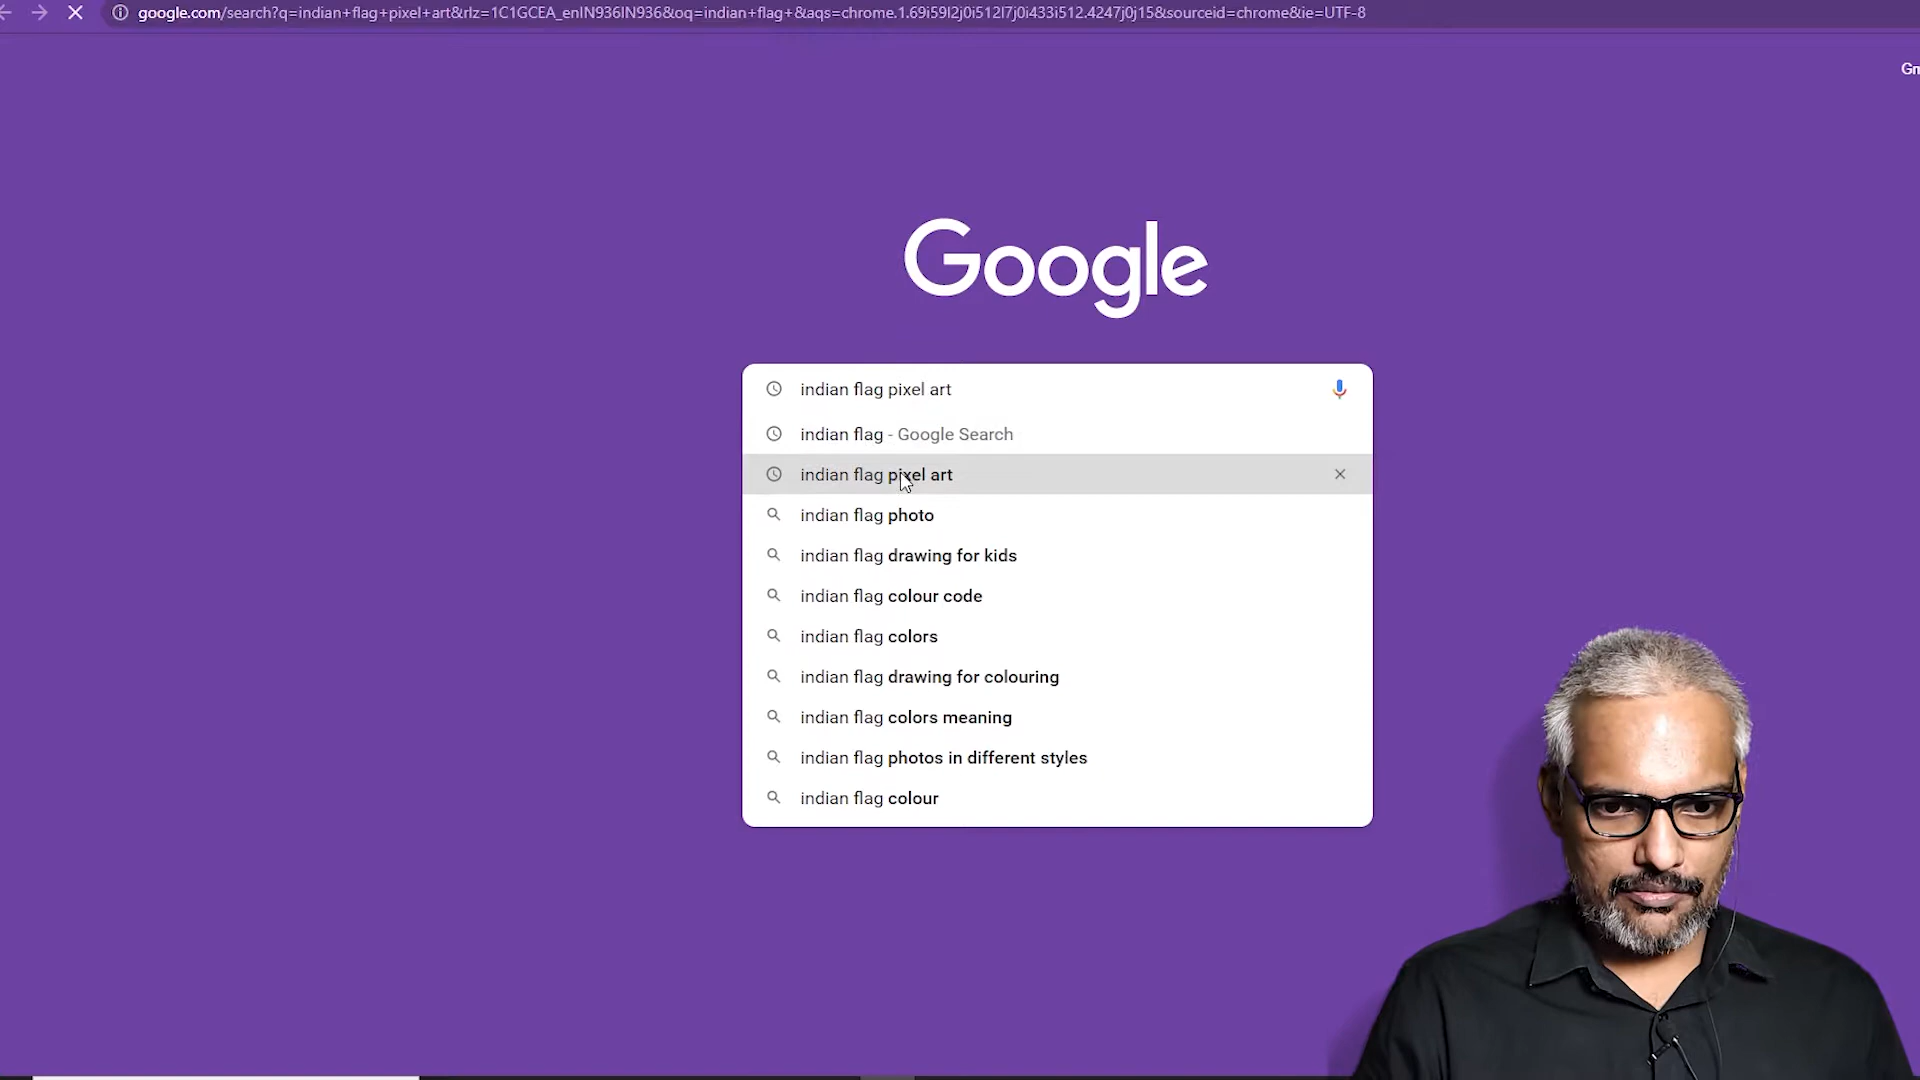 google.com/search?q=indian+flag+pixel+art&rlz=1C1GCEA_enIN936IN936&oq=indian+flag+&aqs=chrome.1.69i59l2j0i512l7j0i433i512.4247j0j15&sourceid=chrome&ie=UTF-8
Gm
Google
indian flag pixel art
indian flag - Google Search
indian flag pixel art
indian flag photo
indian flag drawing for kids
indian flag colour code
indian flag colors
indian flag drawing for colouring
indian flag colors meaning
indian flag photos in different styles
indian flag colour